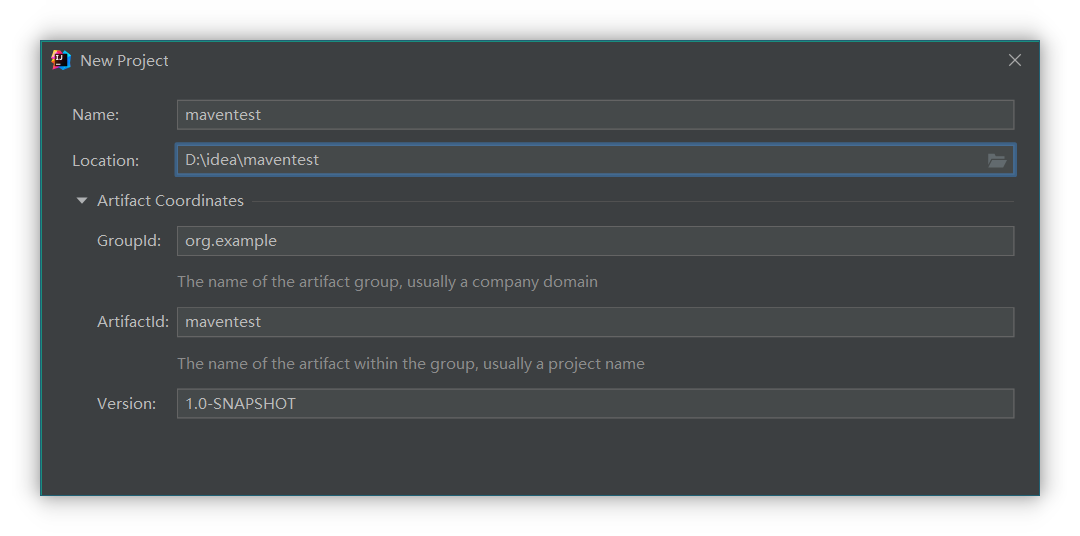 New Project
Name: maventest
Location: D:\idea\maventest
Artifact Coordinates
GroupId: org.example
The name of the artifact group, usually a company domain
ArtifactId: maventest
The name of the artifact within the group, usually a project name
Version: 1.0-SNAPSHOT